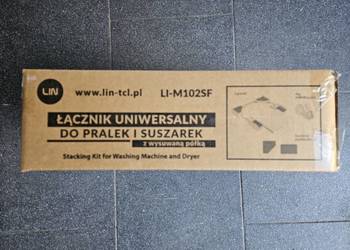 LIN
www.lin-tcl.pl LI-M102SF
ŁĄCZNIK UNIWERSALNY
DO PRALEK I SUSZAREK
z wysuwaną półką
Stacking Kit for Washing Machine and Dryer